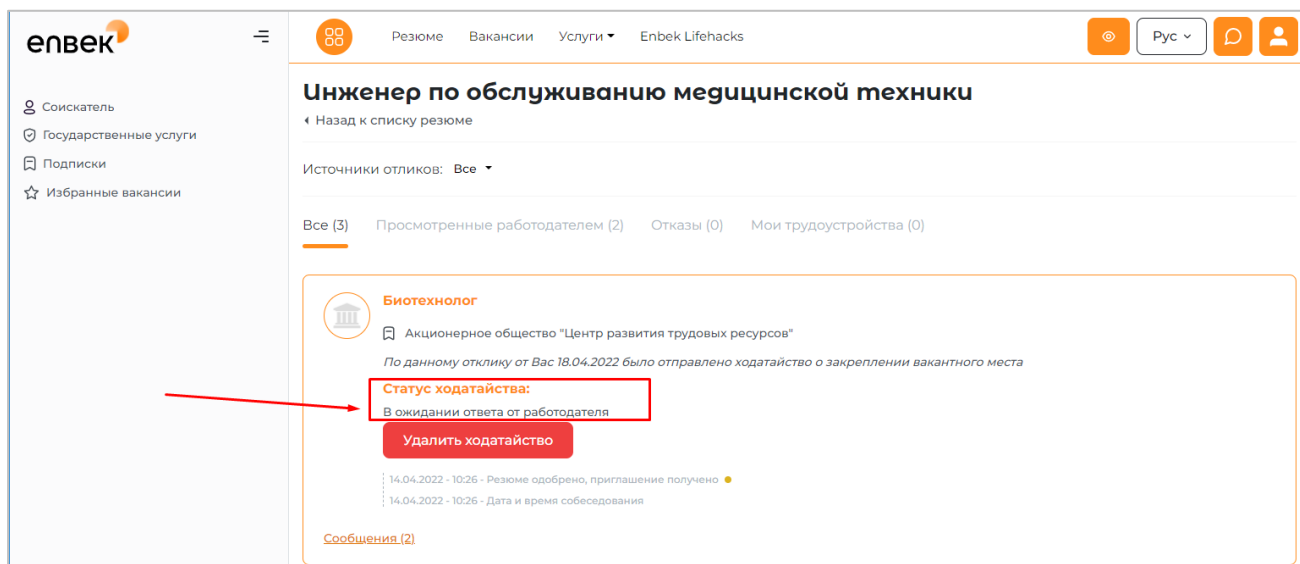 enbek
Резюме Вакансии Услуги Enbek Lifehacks Рус
Соискатель
Государственные услуги
Подписки
Избранные вакансии
Инженер по обслуживанию медицинской техники
Назад к списку резюме
Источники отликов: Все
Все (3) Просмотренные работодателем (2) Отказы (0) Мои трудоустройства (0)
Биотехнолог
Акционерное общество "Центр развития трудовых ресурсов"
По данному отклику от Вас 18.04.2022 было отправлено ходатайство о закреплении вакантного места
Статус ходатайства:
В ожидании ответа от работодателя
Удалить ходатайство
14.04.2022 - 10:26 - Резюме одобрено, приглашение получено
14.04.2022 - 10:26 - Дата и время собеседования
Сообщения (2)